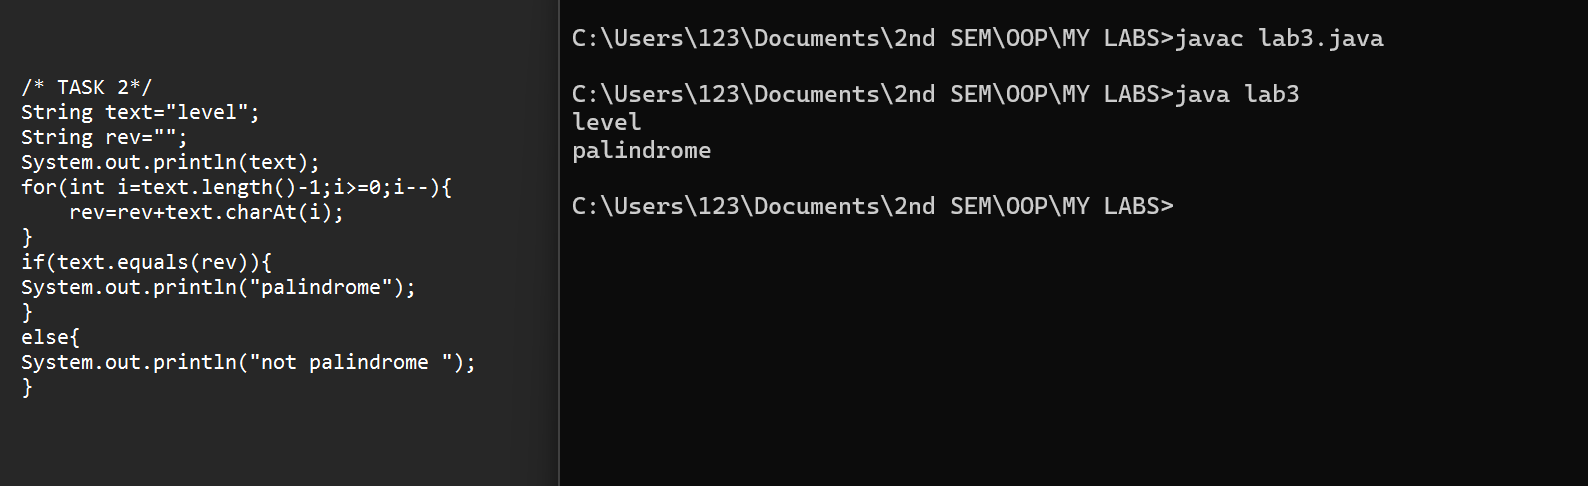 /* TASK 2*/
String text="level";
String rev="";
System.out.println(text);
for(int i=text.length()-1;i>=0;i--){
    rev=rev+text.charAt(i);
}
if(text.equals(rev)){
System.out.println("palindrome");
}
else{
System.out.println("not palindrome ");
}
C:\Users\123\Documents\2nd SEM\OOP\MY LABS>javac lab3.java
C:\Users\123\Documents\2nd SEM\OOP\MY LABS>java lab3
level
palindrome
C:\Users\123\Documents\2nd SEM\OOP\MY LABS>